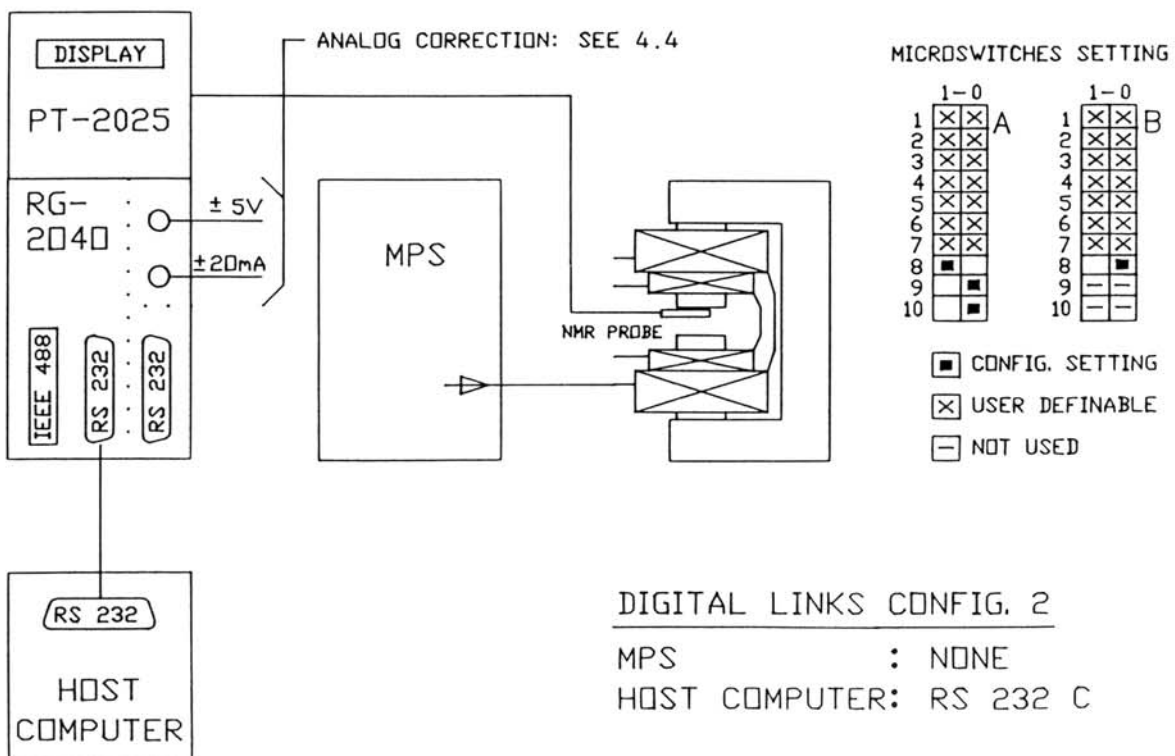 DISPLAY
PT-2025
RG-
2040
± 5V
±20mA
IEEE 488
RS 232
RS 232
ANALOG CORRECTION: SEE 4.4
MPS
NMR PROBE
MICROSWITCHES SETTING
1-0
1 A
2
3
4
5
6
7
8
9
10
1-0
1 B
2
3
4
5
6
7
8
9
10
CONFIG. SETTING
USER DEFINABLE
NOT USED
RS 232
HOST
COMPUTER
DIGITAL LINKS CONFIG. 2
MPS : NONE
HOST COMPUTER: RS 232 C